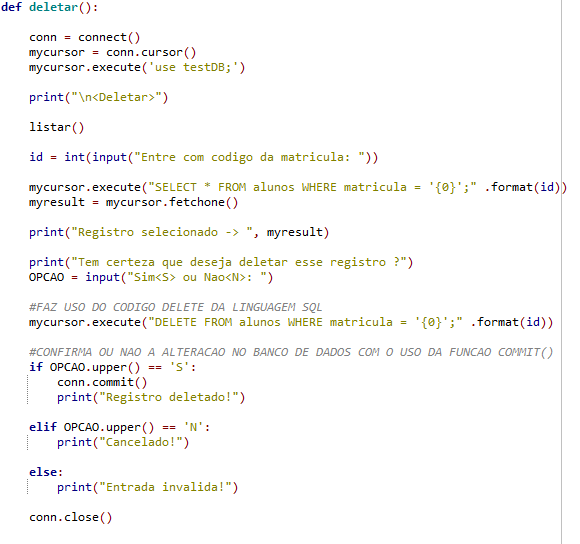 def deletar():
conn = connect()
mycursor = conn.cursor()
mycursor.execute('use testDB;')
print("\n<Deletar>")
listar()
id = int(input("Entre com codigo da matricula: "))
mycursor.execute("SELECT * FROM alunos WHERE matricula = '{0}';" .format(id))
myresult = mycursor.fetchone()
print("Registro selecionado -> ", myresult)
print("Tem certeza que deseja deletar esse registro ?")
OPCAO = input("Sim<S> ou Nao<N>: ")
#FAZ USO DO CODIGO DELETE DA LINGUAGEM SQL
mycursor.execute("DELETE FROM alunos WHERE matricula = '{0}';" .format(id))
#CONFIRMA OU NAO A ALTERACAO NO BANCO DE DADOS COM O USO DA FUNCAO COMMIT()
if OPCAO.upper() == 'S':
conn.commit()
print("Registro deletado!")
elif OPCAO.upper() == 'N':
print("Cancelado!")
else:
print("Entrada invalida!")
conn.close()